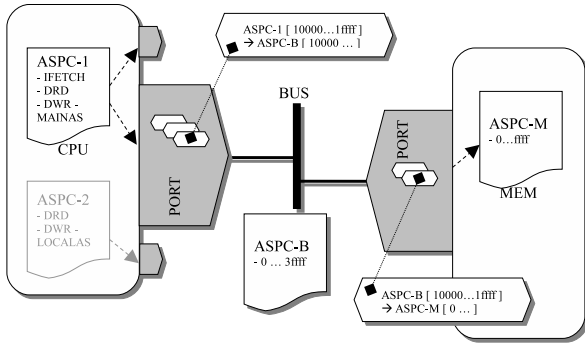 ASPC-1
- IFETCH
- DRD
- DWR -
MAINAS
CPU
ASPC-2
- DRD
- DWR -
LOCALAS
PORT
ASPC-1 [ 10000...1ffff ]
→ ASPC-B [ 10000 ... ]
BUS
ASPC-B
- 0 ... 3ffff
PORT
ASPC-M
- 0...ffff
MEM
ASPC-B [ 10000...1ffff ]
→ ASPC-M [ 0 ... ]